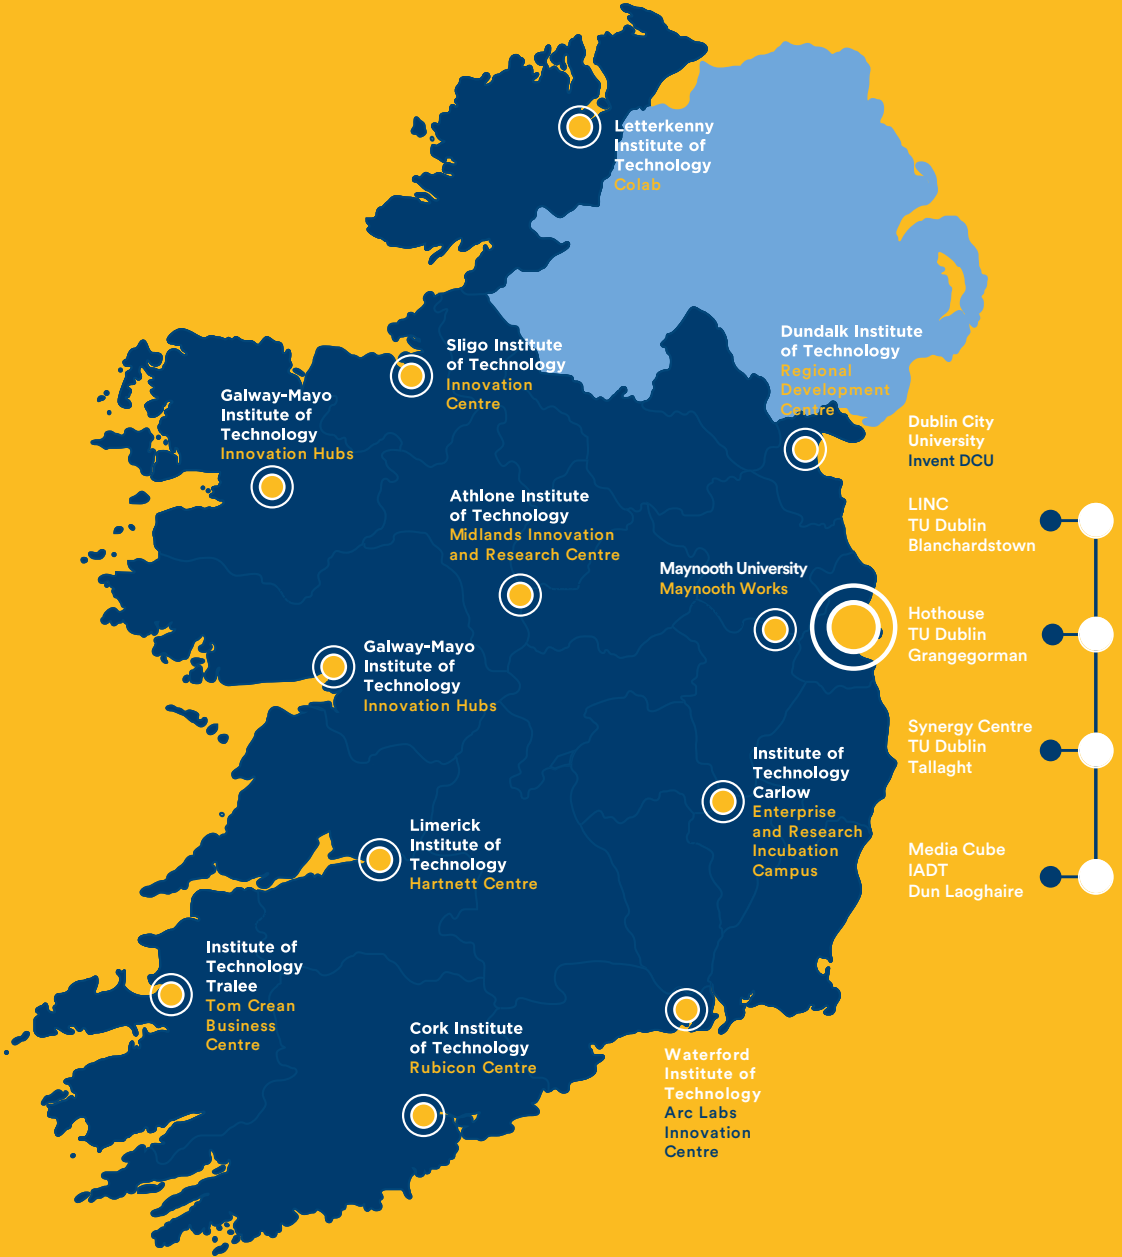 Letterkenny
Institute of
Technology
Colab
Sligo Institute
of Technology
Innovation
Centre
Dundalk Institute
of Technology
Regional
Development
Centre
Galway-Mayo
Institute of
Technology
Innovation Hubs
Dublin City
University
Invent DCU
Athlone Institute
of Technology
Midlands Innovation
and Research Centre
LINC
TU Dublin
Blanchardstown
Maynooth University
Maynooth Works
Hothouse
TU Dublin
Grangegorman
Galway-Mayo
Institute of
Technology
Innovation Hubs
Synergy Centre
TU Dublin
Tallaght
Institute of
Technology
Carlow
Enterprise
and Research
Incubation
Campus
Limerick
Institute of
Technology
Hartnett Centre
Media Cube
IADT
Dun Laoghaire
Institute of
Technology
Tralee
Tom Crean
Business
Centre
Cork Institute
of Technology
Rubicon Centre
Waterford
Institute of
Technology
Arc Labs
Innovation
Centre